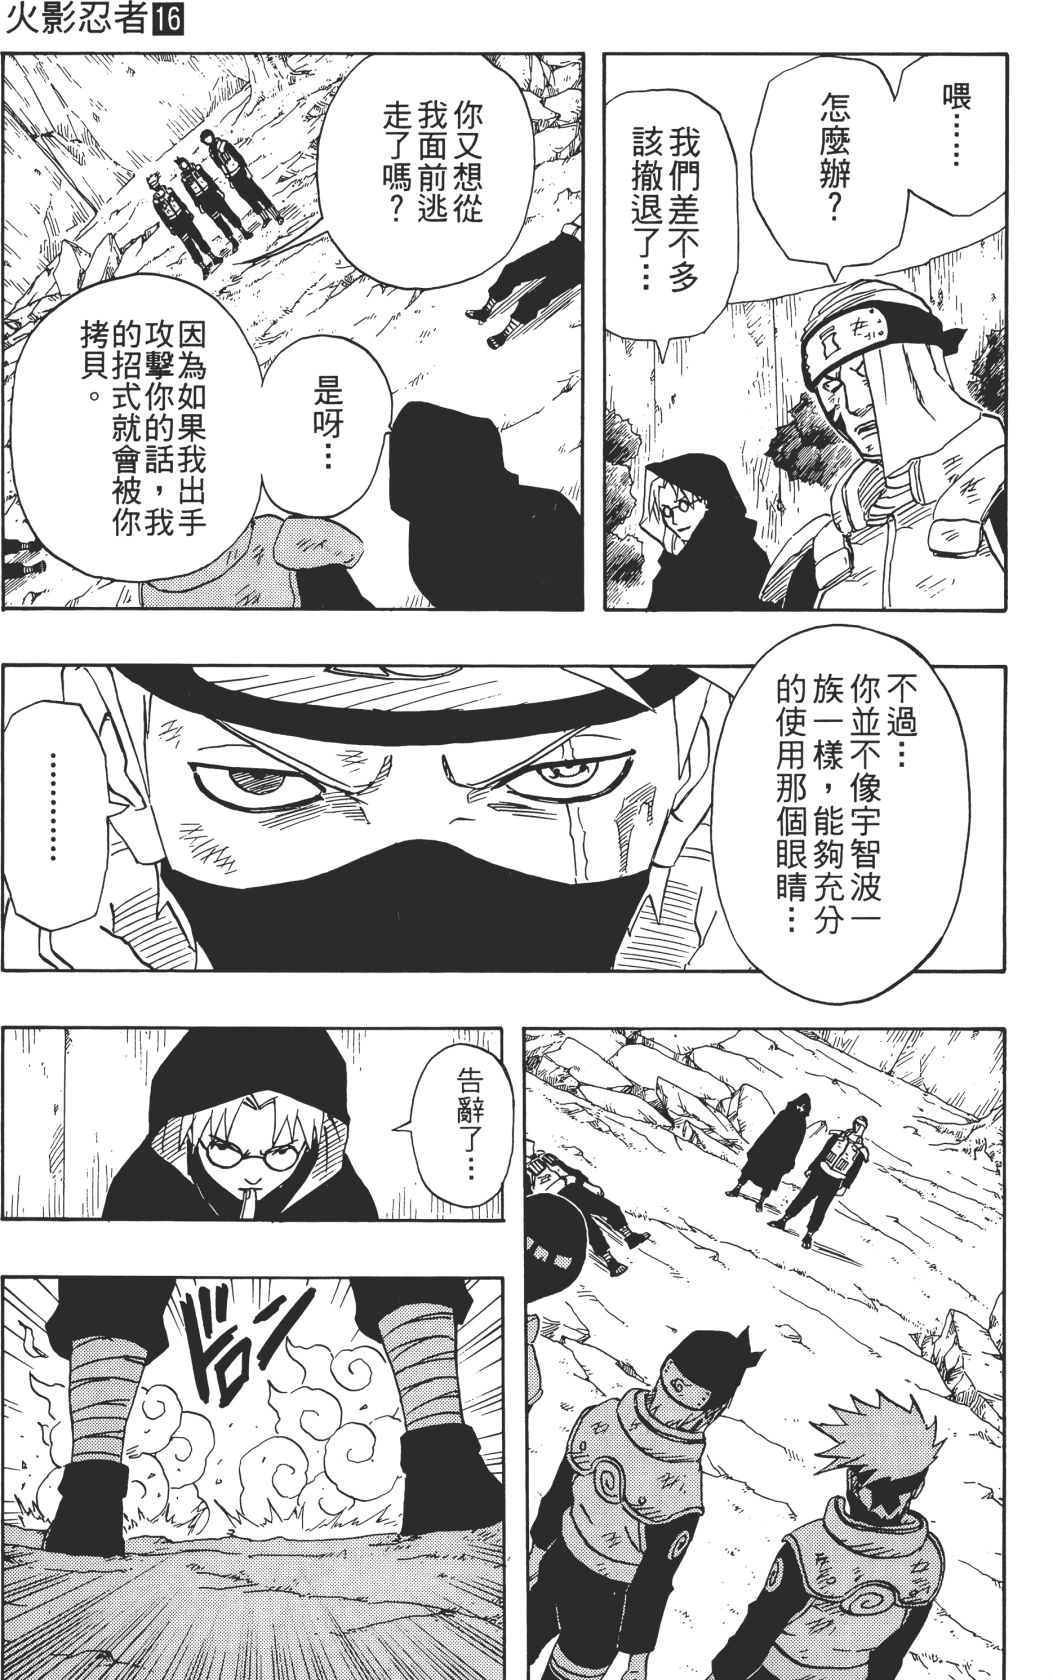 火影忍者16
喂……
怎麼辦?
我們差不多
該撤退了…
你又想從
我面前逃
走了嗎?
是呀…
因為如果我出手
攻擊你的話，我
的招式就會被你
拷貝。
不過…
你並不像宇智波一
族一樣，能夠充分
的使用那個眼睛…
………
告辭了…
ドロン